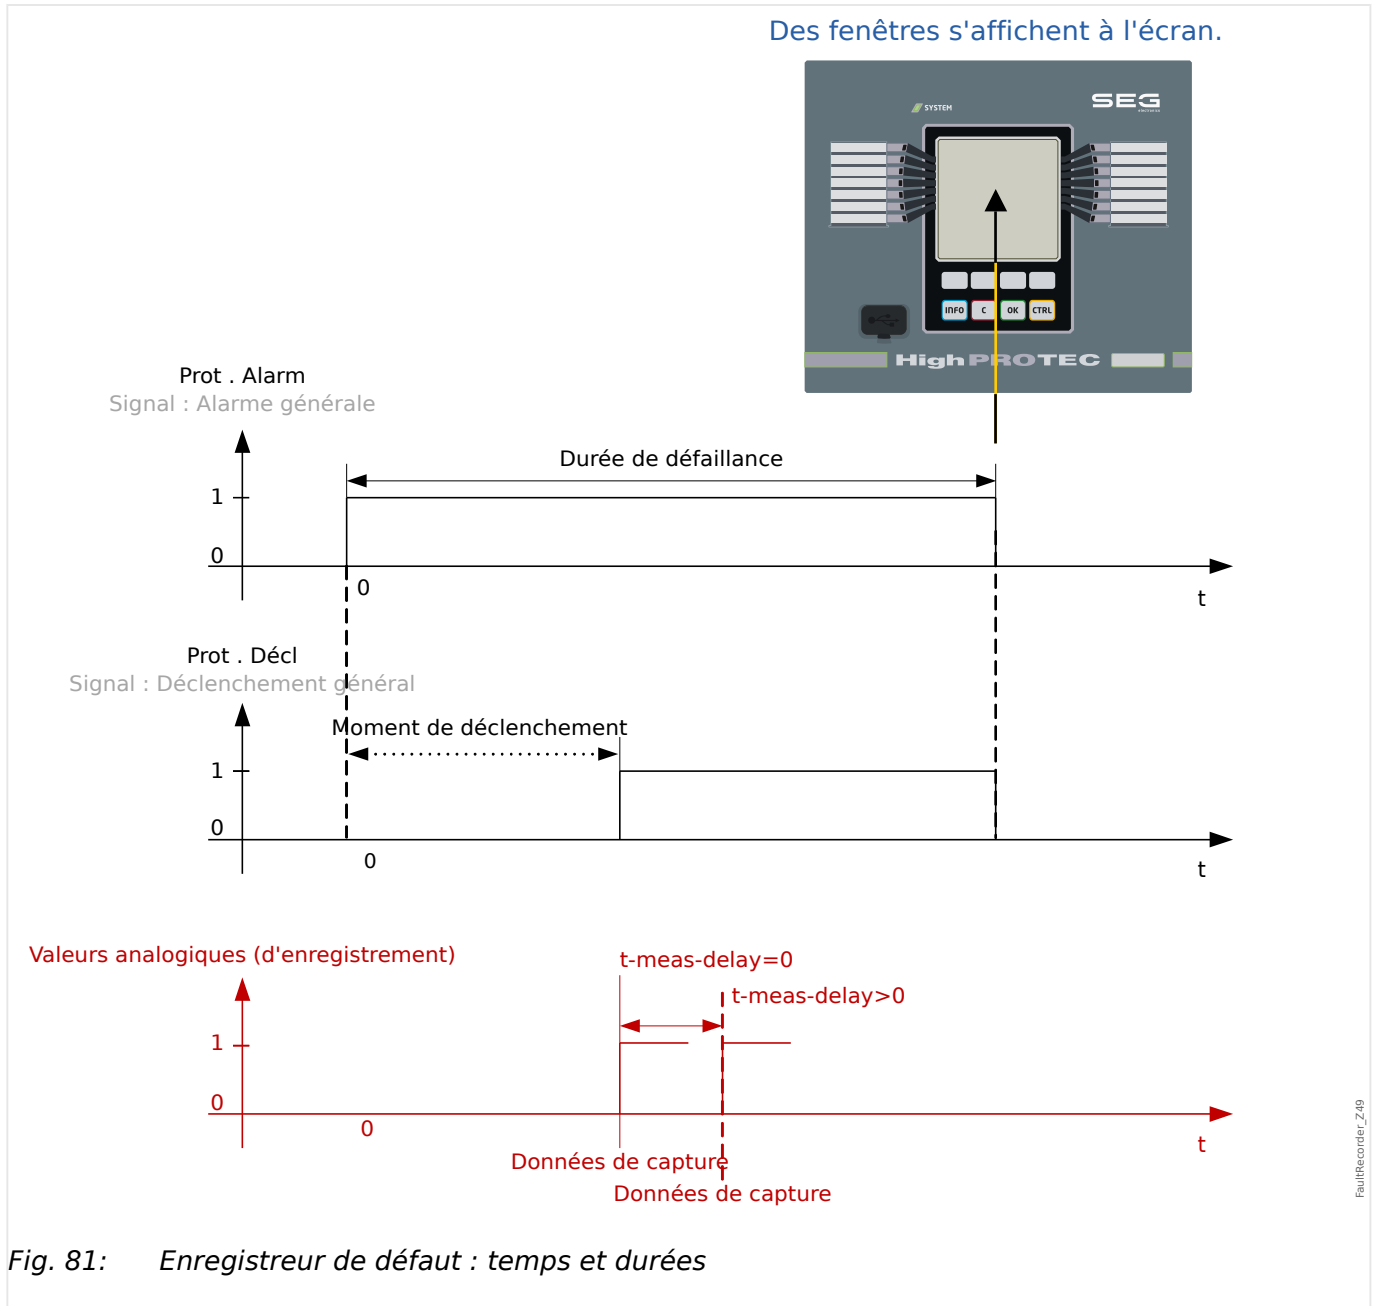 Des fenêtres s'affichent à l'écran.
SYSTEM
SEG
INFO
C
OK
CTRL
HighPROTEC
Prot . Alarm
Signal : Alarme générale
Durée de défaillance
1
0
0
t
Prot . Décl
Signal : Déclenchement général
Moment de déclenchement
1
0
0
t
Valeurs analogiques (d'enregistrement)
t-meas-delay=0
t-meas-delay>0
1
0
0
t
Données de capture
Données de capture
FaultRecorder_Z49
Fig. 81: Enregistreur de défaut : temps et durées